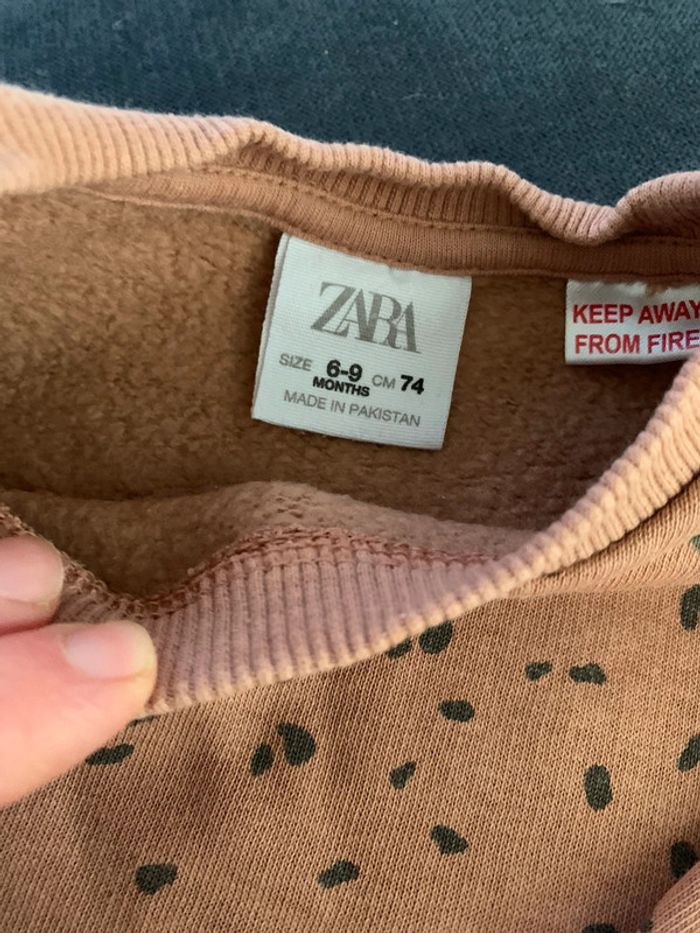 ZARA
SIZE 6-9 MONTHS CM 74
MADE IN PAKISTAN
KEEP AWAY
FROM FIRE